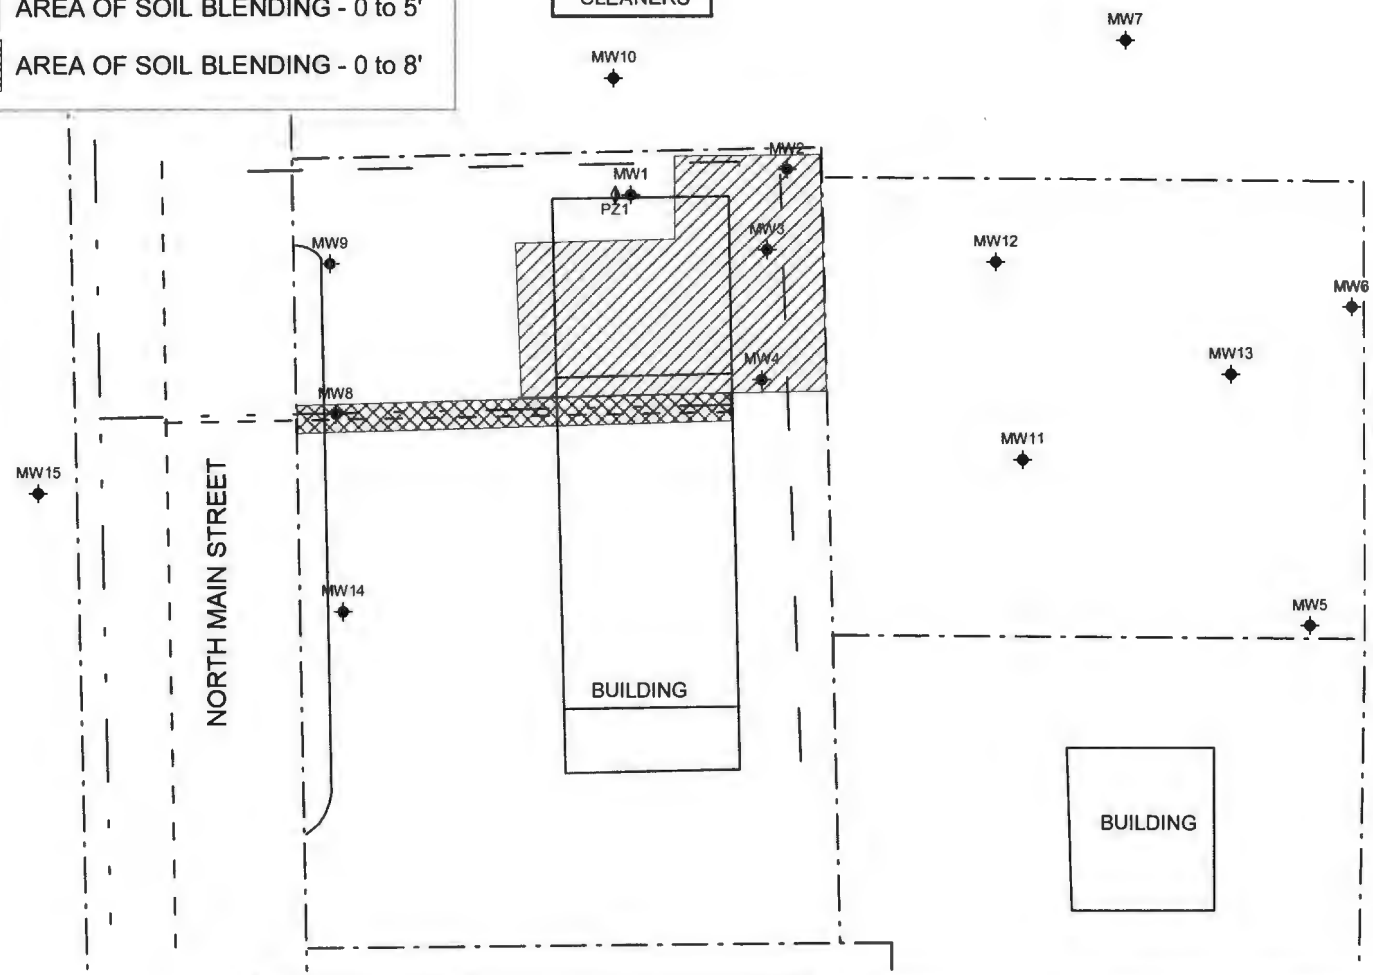 AREA OF SOIL BLENDING - 0 to 5'
AREA OF SOIL BLENDING - 0 to 8'
CLEANERS
MW7
MW10
MW2
MW1
PZ1
MW3
MW9
MW12
MW6
MW4
MW13
MW8
MW11
MW15
NORTH MAIN STREET
MW14
MW5
BUILDING
BUILDING